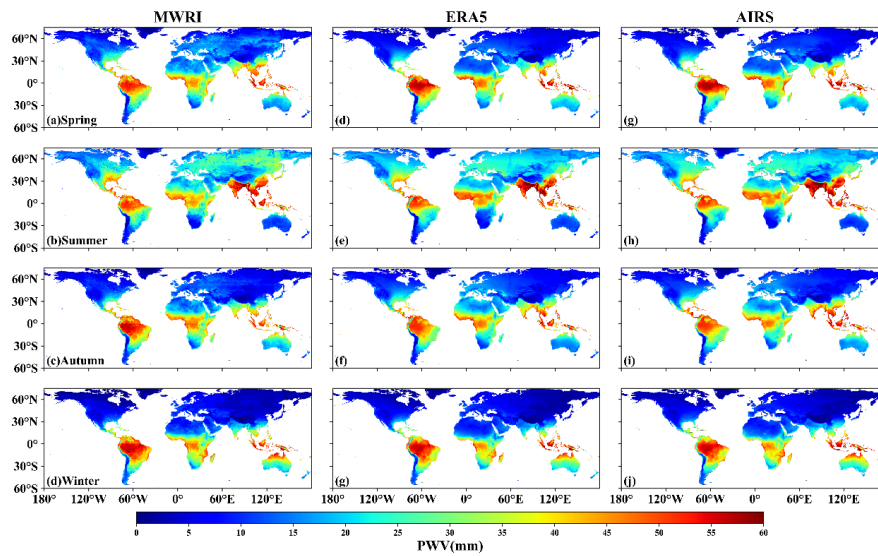 MWRI ERA5 AIRS
60°N
30°N
0°
30°S
60°S
(a)Spring (d) (g)
60°N
30°N
0°
30°S
60°S
(b)Summer (e) (h)
60°N
30°N
0°
30°S
60°S
(c)Autumn (f) (i)
60°N
30°N
0°
30°S
60°S
(d)Winter (g) (j)
180° 120°W 60°W 0° 60°E 120°E 180° 120°W 60°W 0° 60°E 120°E 180° 120°W 60°W 0° 60°E 120°E
0 5 10 15 20 25 30 35 40 45 50 55 60
PWV(mm)